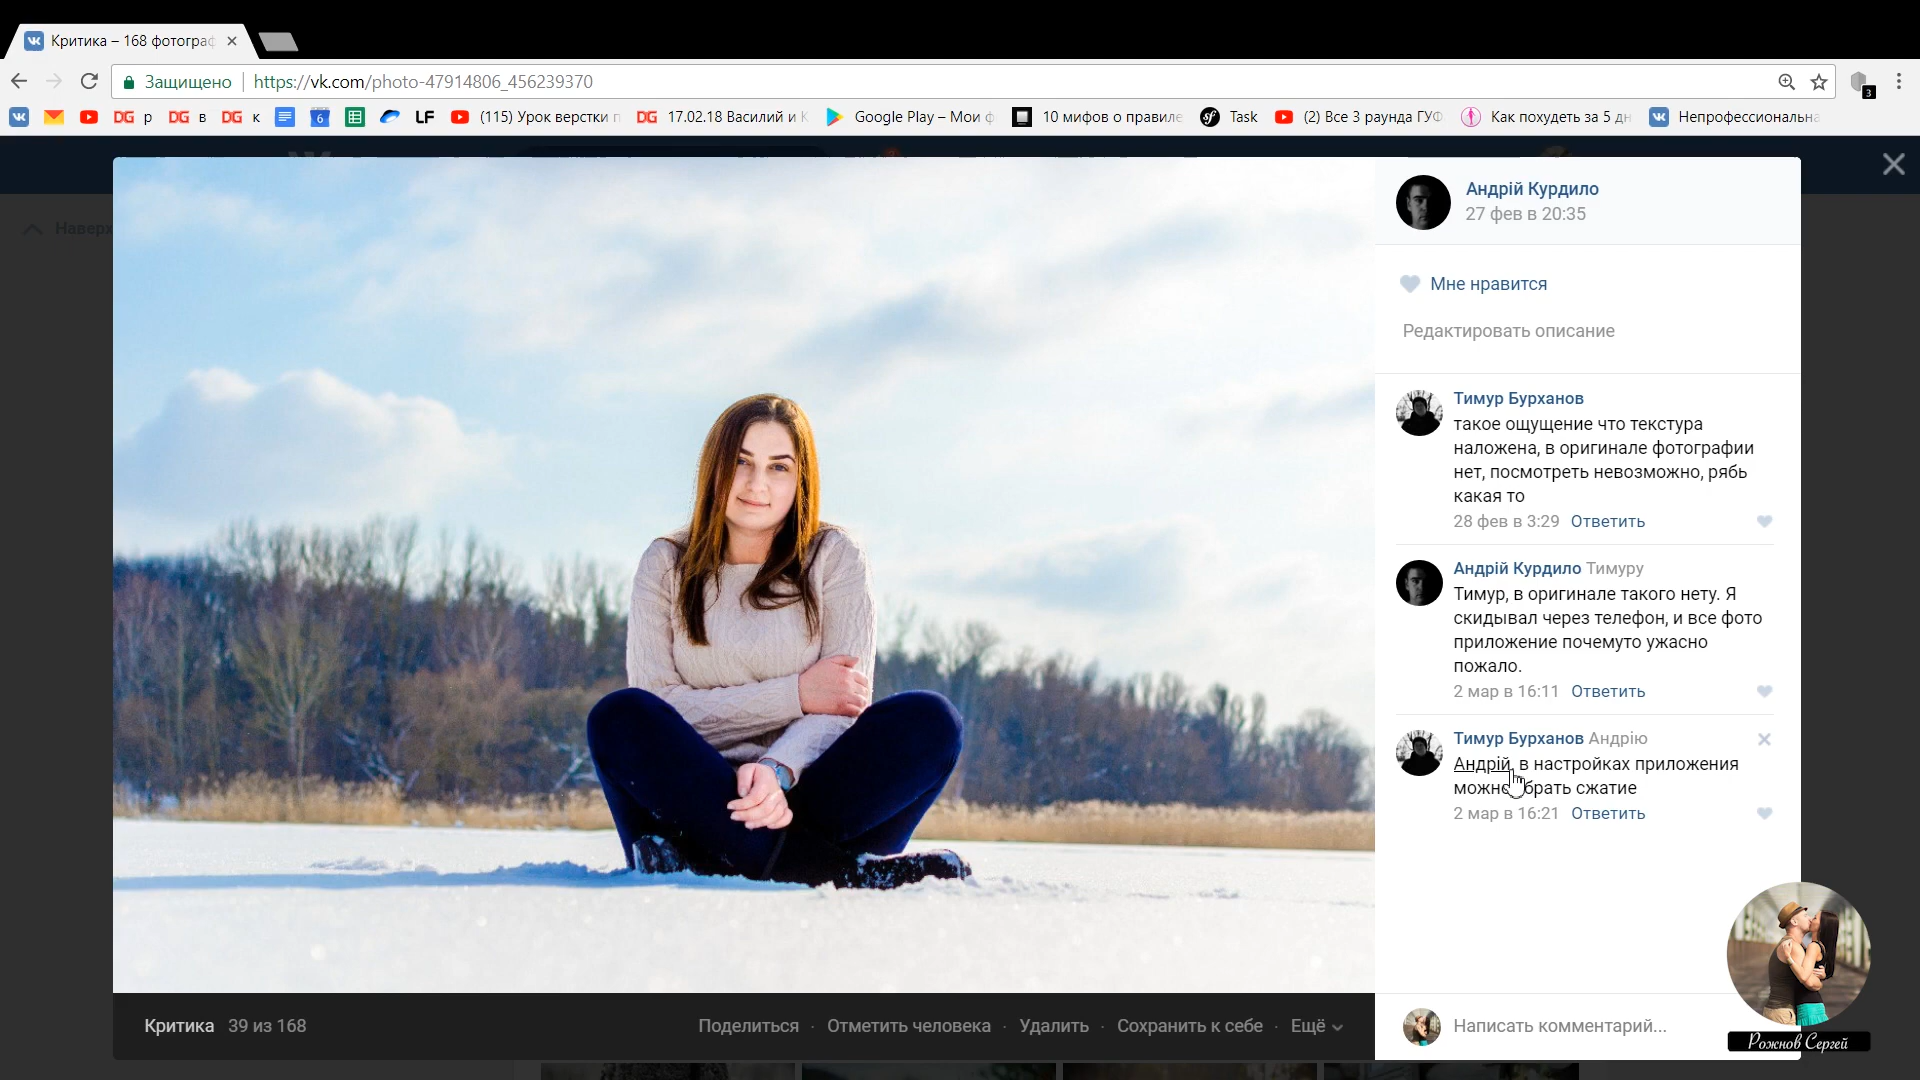 Критика – 168 фотограф
Защищено
https://vk.com/photo-47914806_456239370
3
DG р
DG в
DG к
6
LF
(115) Урок верстки
DG 17.02.18 Василий и
Google Play – Мои
10 мифов о правиле
Task
(2) Все 3 раунда ГУФ
Как похудеть за 5 дн
Непрофессиональна
Наверх
Андрій Курдило
27 фев в 20:35
Мне нравится
Редактировать описание
Тимур Бурханов
такое ощущение что текстура
наложена, в оригинале фотографии
нет, посмотреть невозможно, рябь
какая то
28 фев в 3:29 Ответить
Андрій Курдило Тимуру
Тимур, в оригинале такого нету. Я
скидывал через телефон, и все фото
приложение почемуто ужасно
пожало.
2 мар в 16:11 Ответить
Тимур Бурханов Андрію
Андрій, в настройках приложения
сжатие
2 мар в 16:21 Ответить
Критика 39 из 168
Поделиться · Отметить человека · Удалить · Сохранить к себе · Ещё
Написать комментарий...
Рожнов Сергей